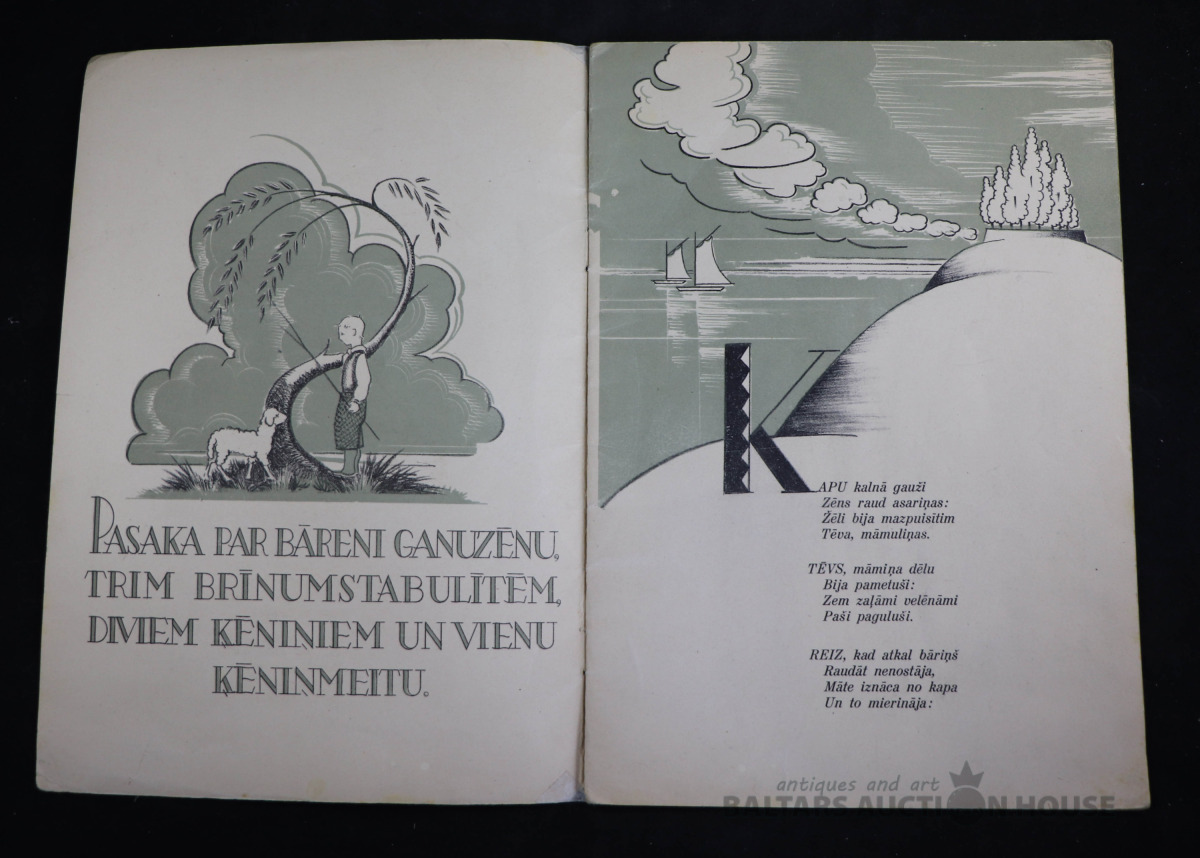 PASAKA PAR BĀRENI GANUZĒNU,
TRIM BRĪNUMSTABULĪTĒM,
DIVIEM ĶĒNIŅIEM UN VIENU
ĶĒNIŅMEITU.
KAPU kalnā gauži
Zēns raud asariņas:
Žēli bija mazpuisītim
Tēva, māmuliņas.
TĒVS, māmiņa dēlu
Bija pametuši:
Zem zaļāmi velēnāmi
Paši paguluši.
REIZ, kad atkal bāriņš
Raudāt nenostāja,
Māte iznāca no kapa
Un to mierināja:
antiques and art
BALTARS AUCTION HOUSE